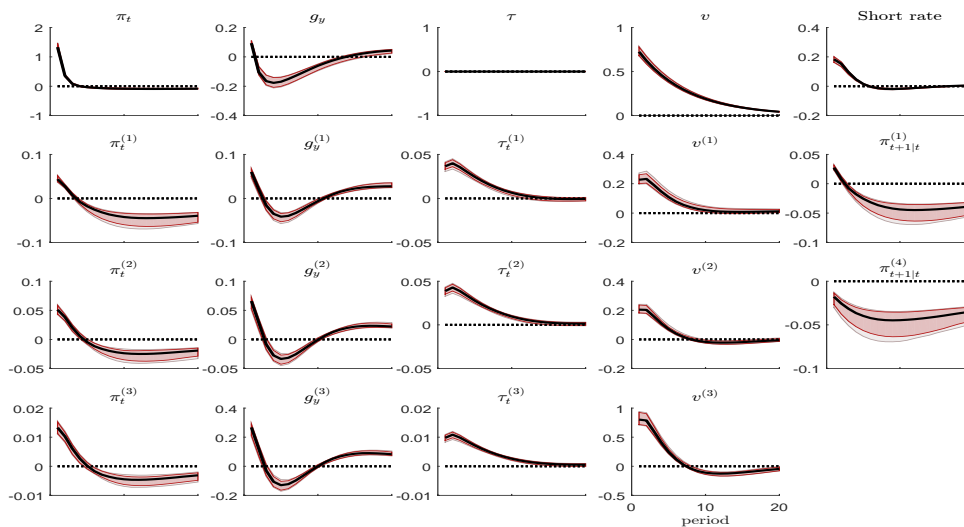 π_t g_y τ v Short rate
2 0 0.2
1 0 -0.2 1 0 0.5 0
-1 -0.4 -1 0 -0.2
π_t^{(1)} g_y^{(1)} τ_t^{(1)} v^{(1)} π_{t+1|t}^{(1)}
0.1 0.1 0.05 0.4 0.05
0 0 0 0.2 0 0 -0.05
-0.1 -0.1 -0.05 -0.2 -0.1
π_t^{(2)} g_y^{(2)} τ_t^{(2)} v^{(2)} π_{t+1|t}^{(4)}
0.1 0.1 0.05 0.4 0
0.05 0 0.05 0 0 0.2 0 -0.05
-0.05 -0.05 -0.05 -0.2 -0.1
π_t^{(3)} g_y^{(3)} τ_t^{(3)} v^{(3)}
0.02 0.4 0.02 1
0.01 0 0.2 0 0.01 0 0.5 0
-0.01 -0.2 -0.01 -0.5
0 10 20
period